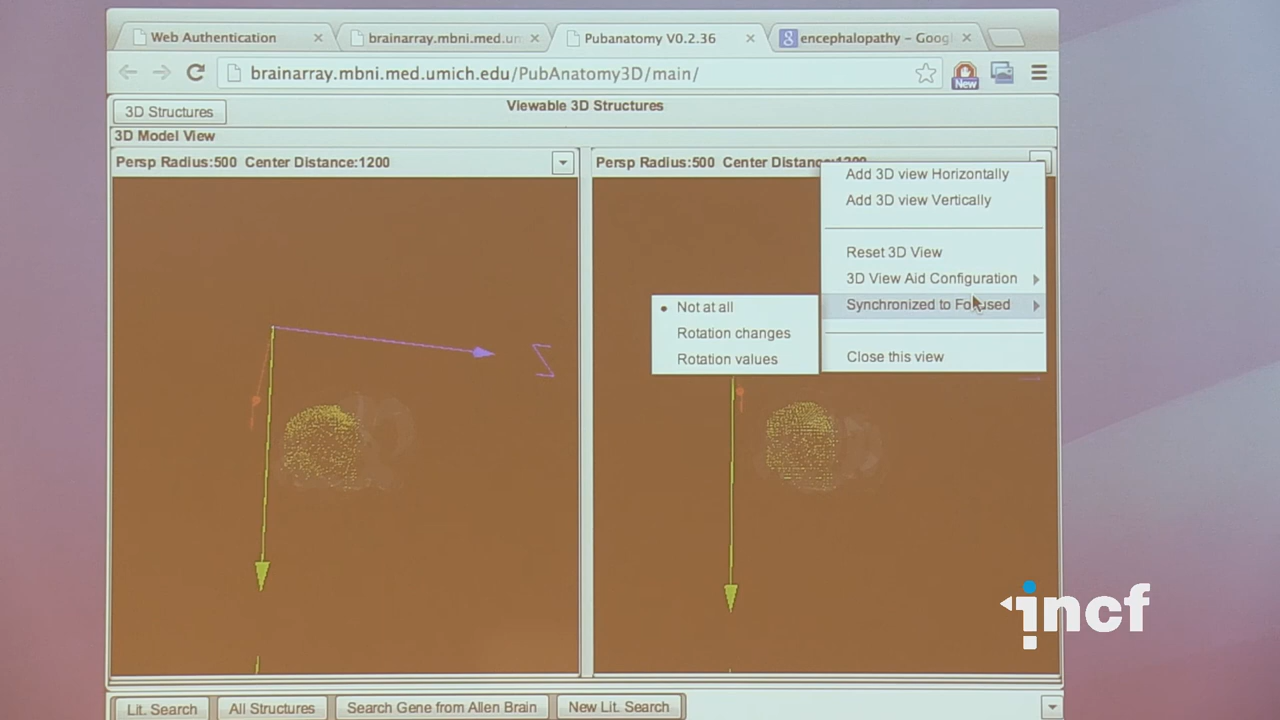 Web Authentication
brainarray.mbni.med.un
Pubanatomy V0.2.36
encephalopathy – Googl
brainarray.mbni.med.umich.edu/PubAnatomy3D/main/
New
3D Structures
Viewable 3D Structures
3D Model View
Persp Radius:500 Center Distance:1200
Persp Radius:500 Center Distance:1200
Add 3D view Horizontally
Add 3D view Vertically
Reset 3D View
3D View Aid Configuration
Synchronized to Focused
Close this view
Not at all
Rotation changes
Rotation values
Z
incf
Lit. Search
All Structures
Search Gene from Allen Brain
New Lit. Search